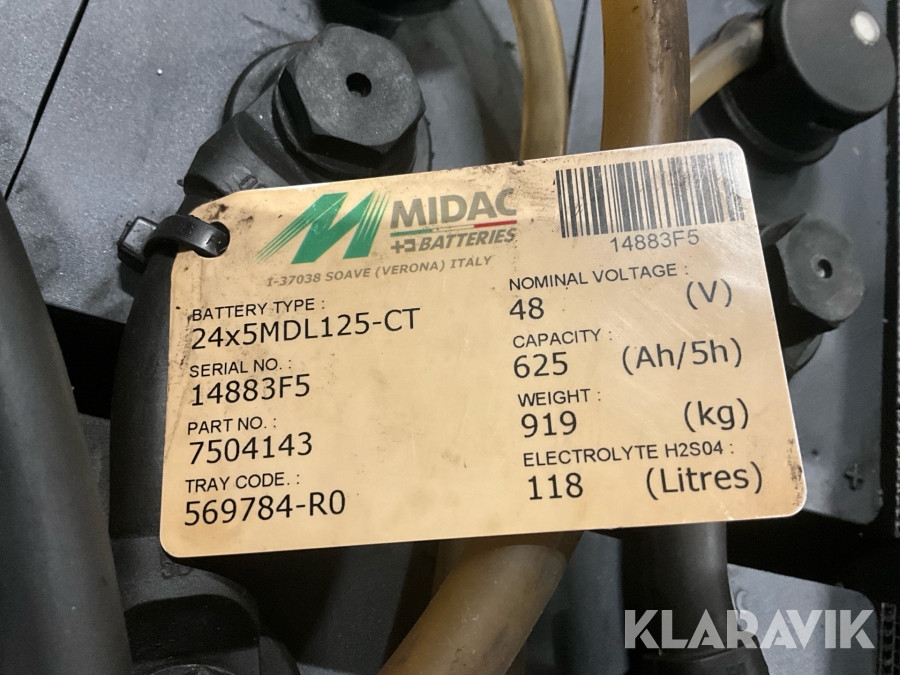 MIDAC
BATTERIES
I-37038 SOAVE (VERONA) ITALY
14883F5
BATTERY TYPE :
24x5MDL125-CT
SERIAL NO. :
14883F5
PART NO. :
7504143
TRAY CODE. :
569784-R0
NOMINAL VOLTAGE :
48 (V)
CAPACITY :
625 (Ah/5h)
WEIGHT :
919 (kg)
ELECTROLYTE H2S04 :
118 (Litres)
KLARAVIK